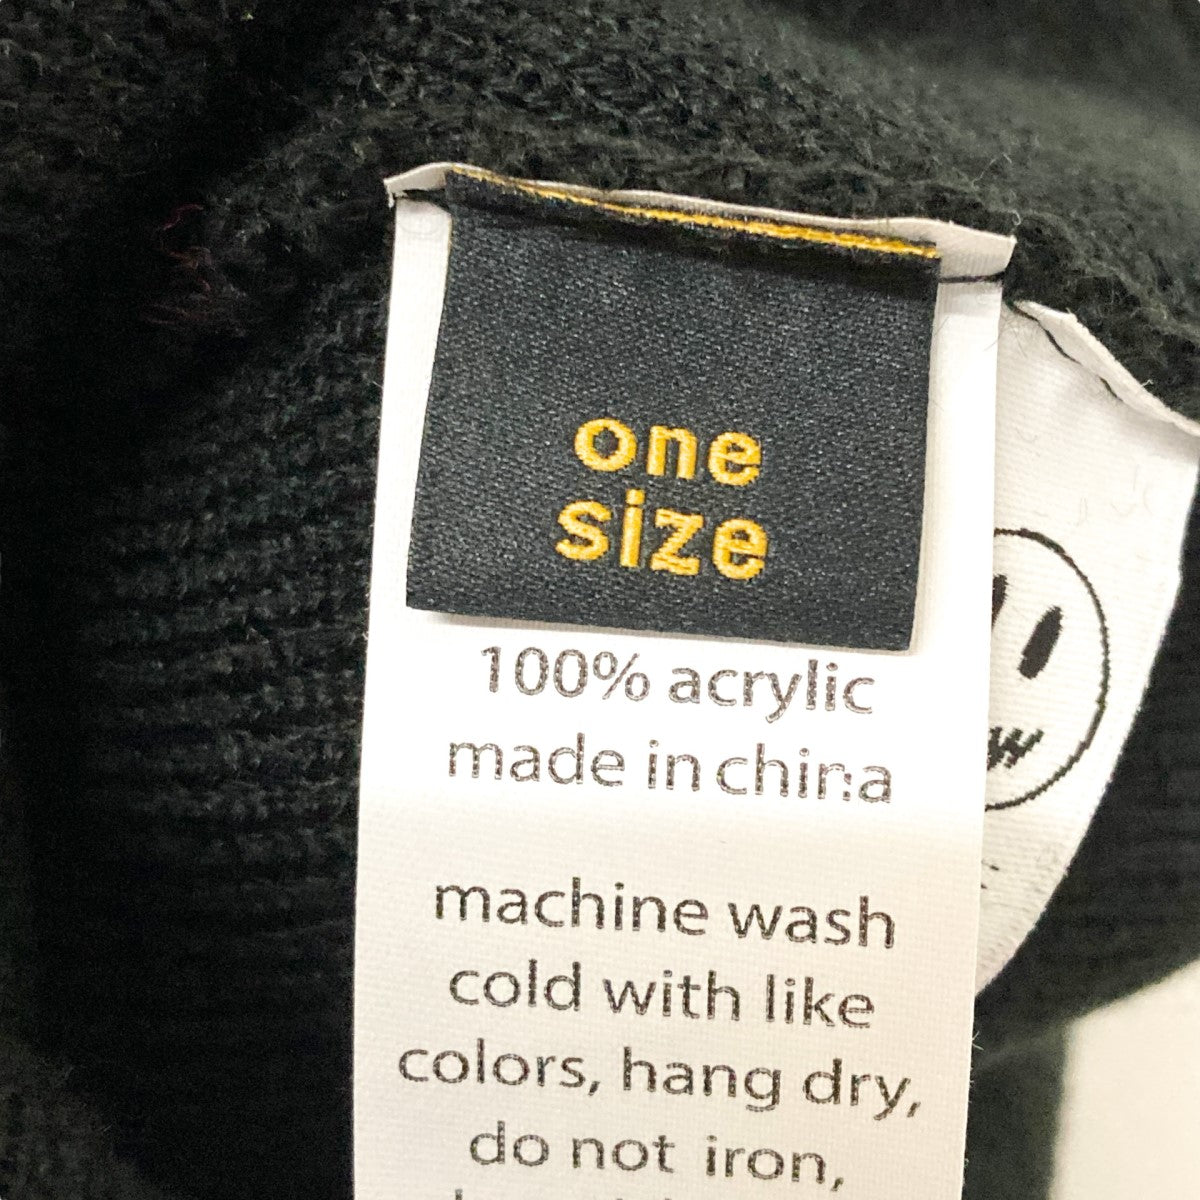 one
size
100% acrylic
made in china
machine wash
cold with like
colors, hang dry,
do not iron,